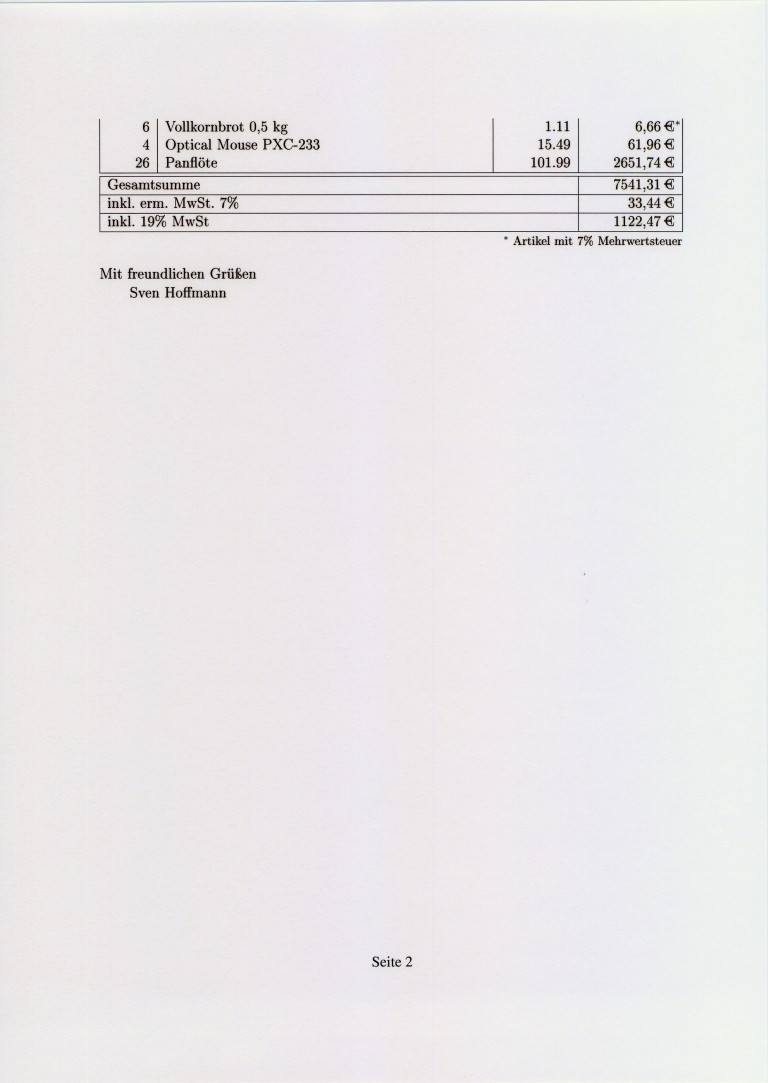 6 Vollkornbrot 0,5 kg 1.11 6,66 €*
4 Optical Mouse PXC-233 15.49 61,96 €
26 Panflöte 101.99 2651,74 €
Gesamtsumme 7541,31 €
inkl. erm. MwSt. 7% 33,44 €
inkl. 19% MwSt 1122,47 €
* Artikel mit 7% Mehrwertsteuer
Mit freundlichen Grüßen
Sven Hoffmann
Seite 2